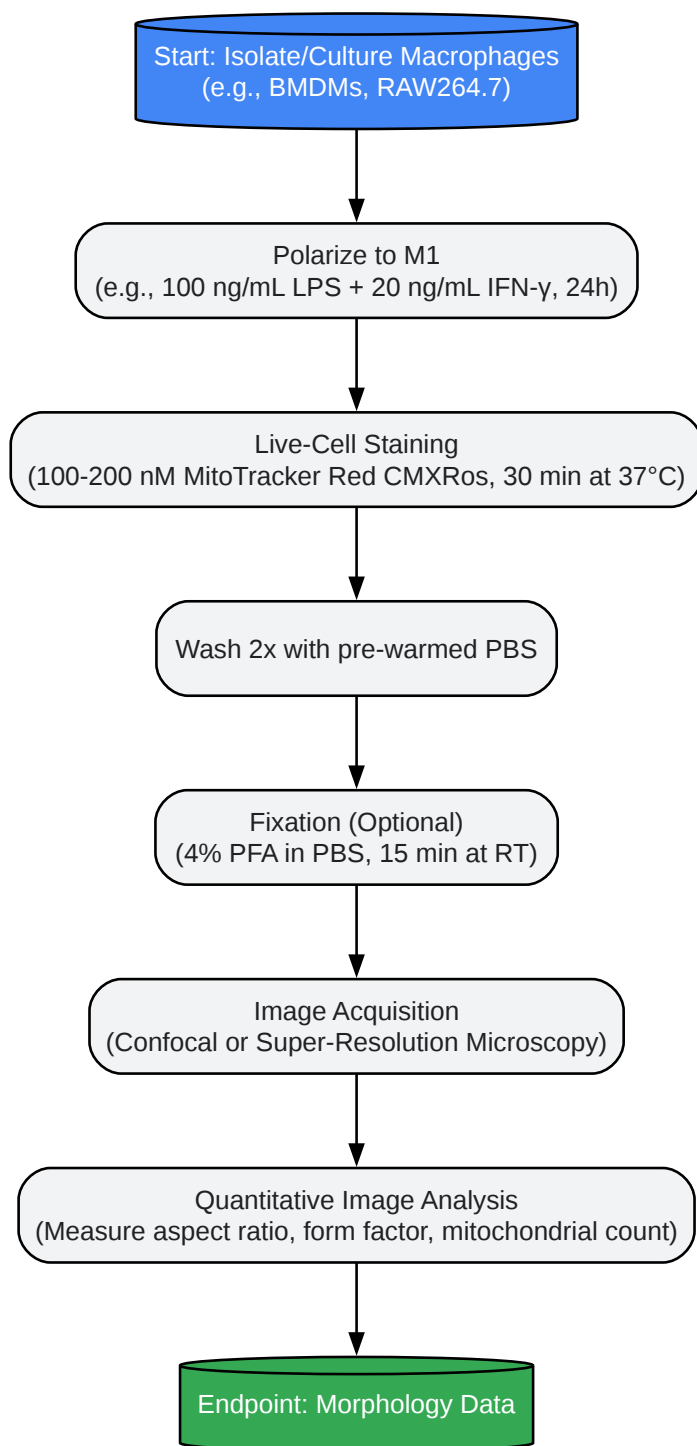 Start: Isolate/Culture Macrophages
(e.g., BMDMs, RAW264.7)
Polarize to M1
(e.g., 100 ng/mL LPS + 20 ng/mL IFN-γ, 24h)
Live-Cell Staining
(100-200 nM MitoTracker Red CMXRos, 30 min at 37°C)
Wash 2x with pre-warmed PBS
Fixation (Optional)
(4% PFA in PBS, 15 min at RT)
Image Acquisition
(Confocal or Super-Resolution Microscopy)
Quantitative Image Analysis
(Measure aspect ratio, form factor, mitochondrial count)
Endpoint: Morphology Data